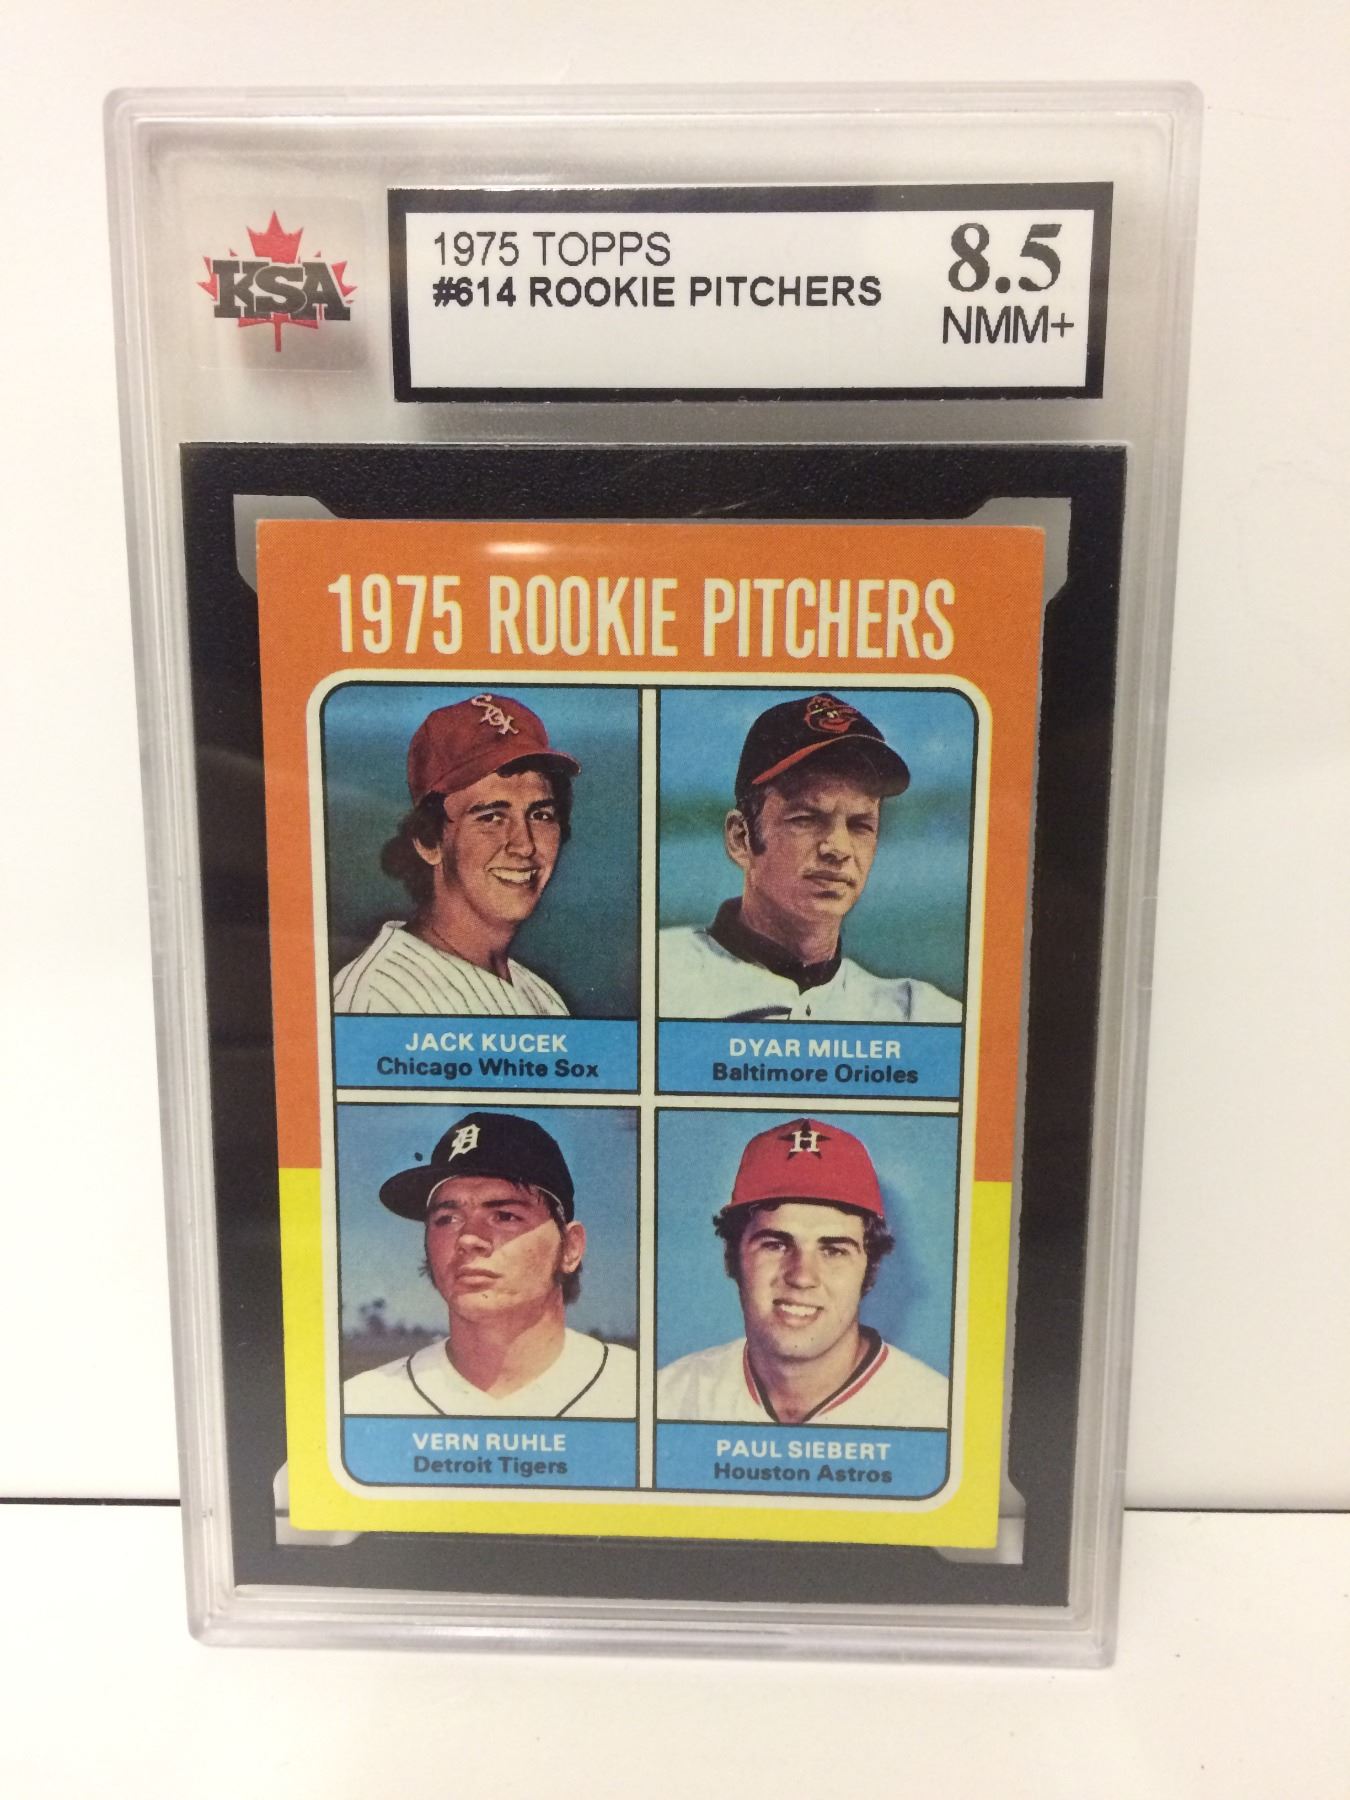 KSA
1975 TOPPS
#614 ROOKIE PITCHERS
8.5
NMM+
1975 ROOKIE PITCHERS
Sox
JACK KUCEK
Chicago White Sox
DYAR MILLER
Baltimore Orioles
D
H
VERN RUHLE
Detroit Tigers
PAUL SIEBERT
Houston Astros